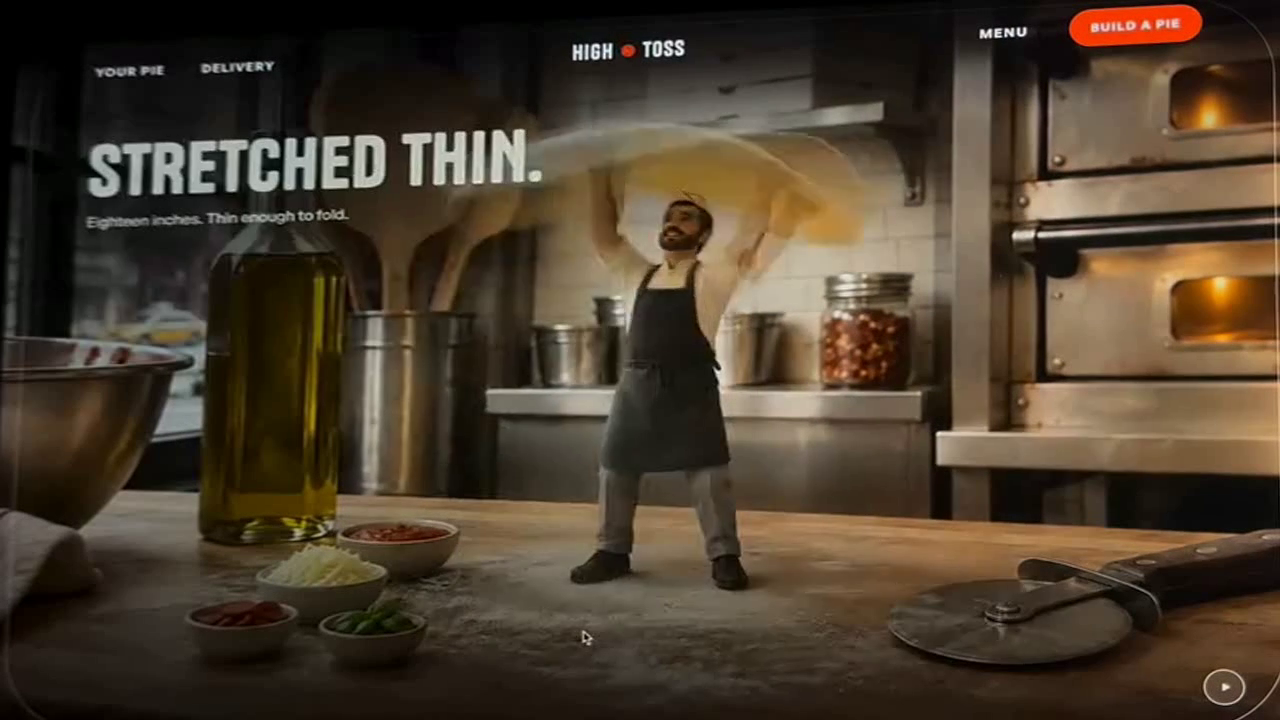 YOUR PIE DELIVERY HIGH TOSS MENU BUILD A PIE
STRETCHED THIN.
Eighteen inches. Thin enough to fold.